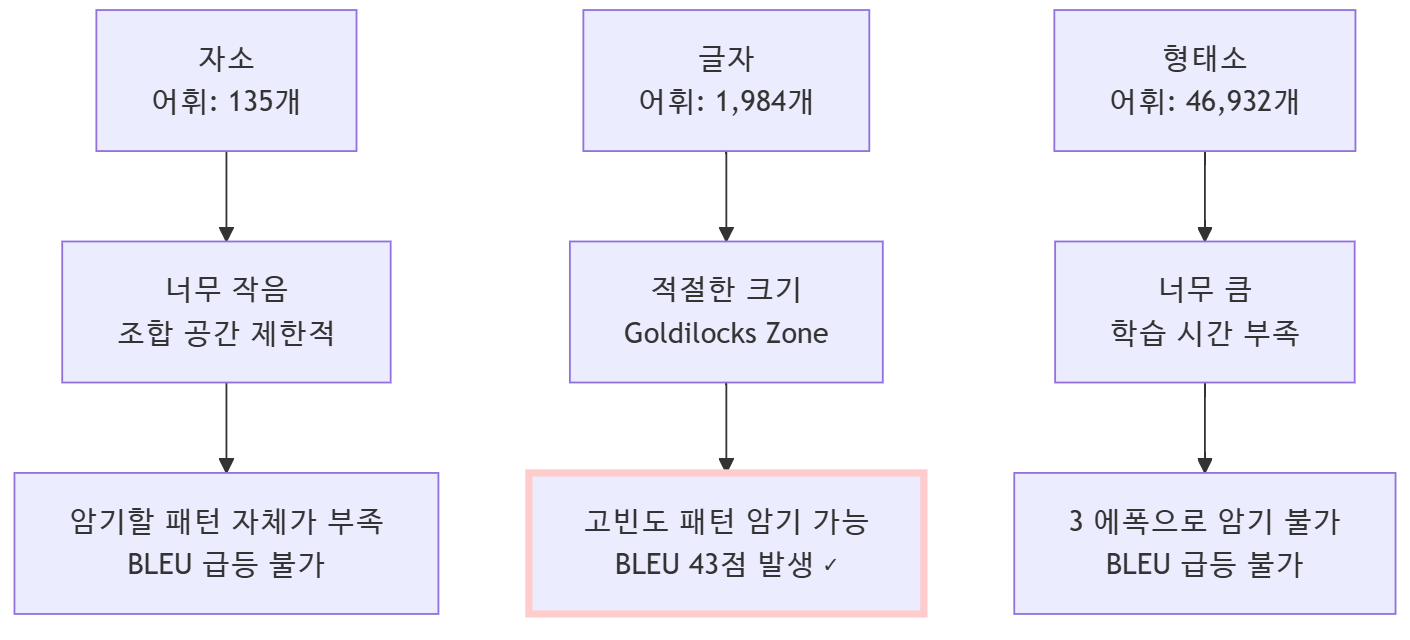 자소
어휘: 135개
글자
어휘: 1,984개
형태소
어휘: 46,932개
너무 작음
조합 공간 제한적
적절한 크기
Goldilocks Zone
너무 큼
학습 시간 부족
암기할 패턴 자체가 부족
BLEU 급등 불가
고빈도 패턴 암기 가능
BLEU 43점 발생 ✓
3 에폭으로 암기 불가
BLEU 급등 불가